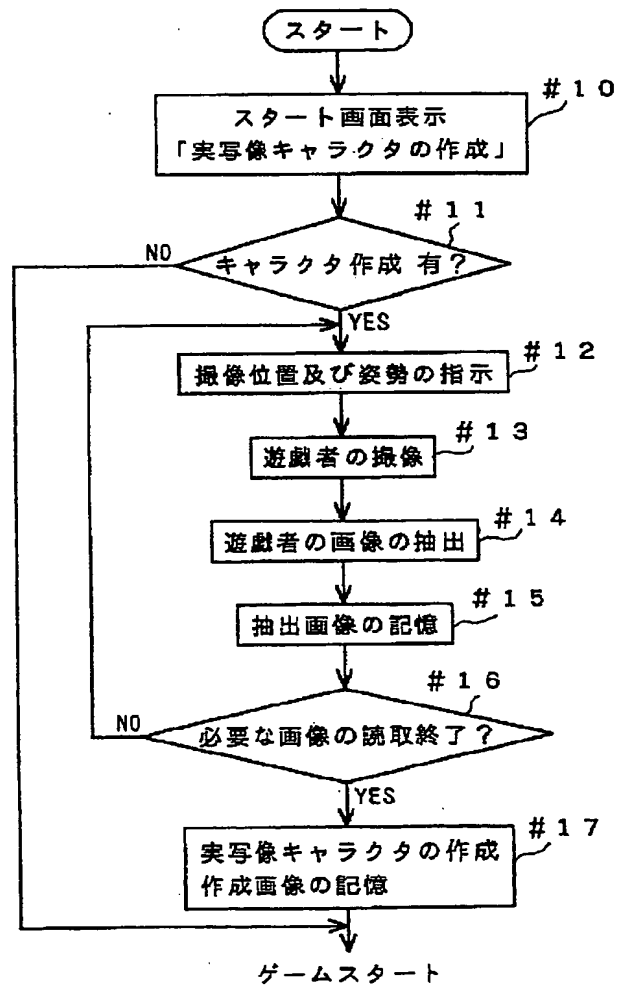 スタート
#10
スタート画面表示
「実写像キャラクタの作成」
#11
キャラクタ作成 有？
NO
YES
#12
撮像位置及び姿勢の指示
#13
遊戯者の撮像
#14
遊戯者の画像の抽出
#15
抽出画像の記憶
#16
必要な画像の読取終了？
NO
YES
#17
実写像キャラクタの作成
作成画像の記憶
ゲームスタート